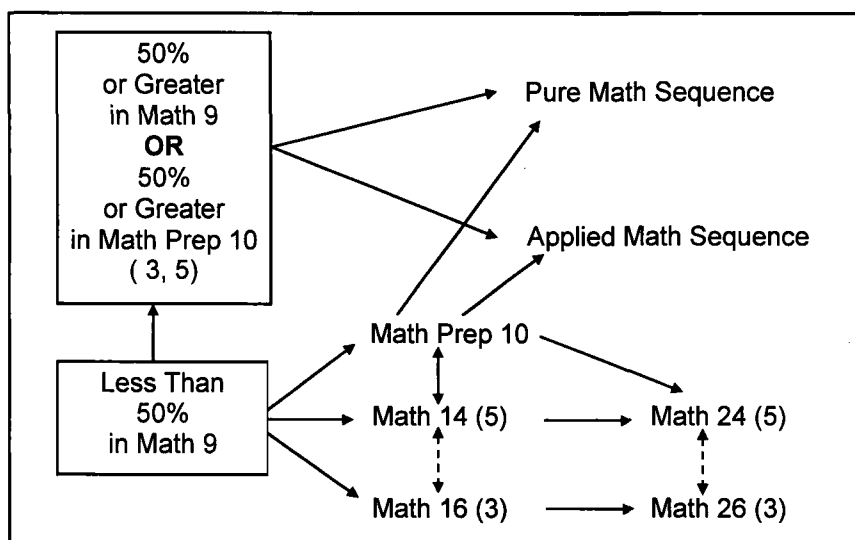 50%
or Greater
in Math 9
OR
50%
or Greater
in Math Prep 10
( 3, 5)
Pure Math Sequence
Applied Math Sequence
Math Prep 10
Less Than
50%
in Math 9
Math 14 (5)
Math 24 (5)
Math 16 (3)
Math 26 (3)